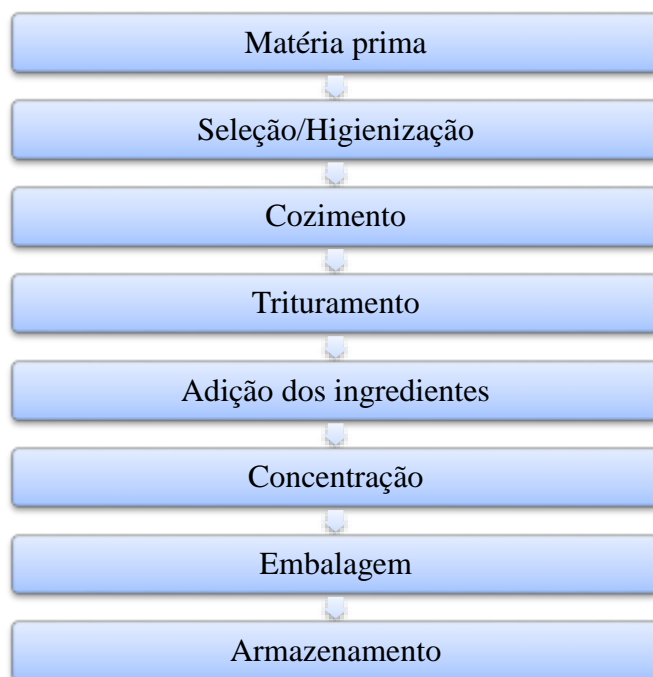 Matéria prima
Seleção/Higienização
Cozimento
Trituramento
Adição dos ingredientes
Concentração
Embalagem
Armazenamento